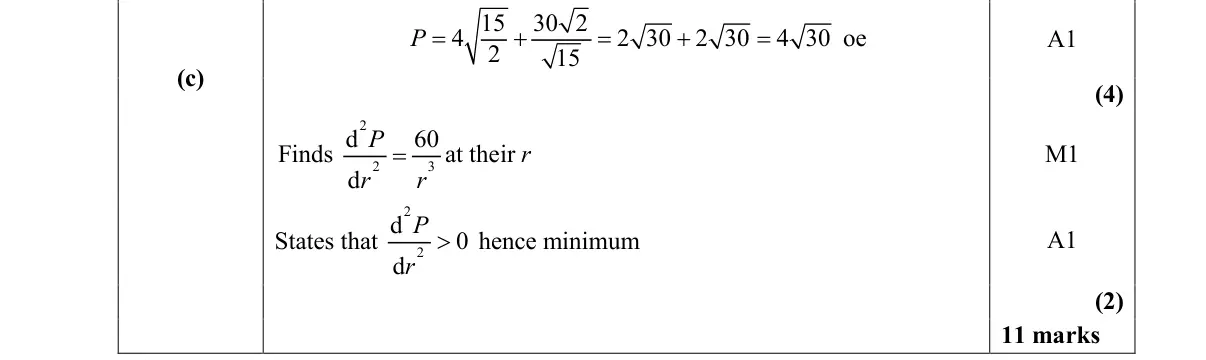 P = 4√(15/2) + 30√2/√15 = 2√30 + 2√30 = 4√30 oe A1
(c)
(4)
Finds d²P/dr² = 60/r³ at their r M1
States that d²P/dr² > 0 hence minimum A1
(2)
11 marks